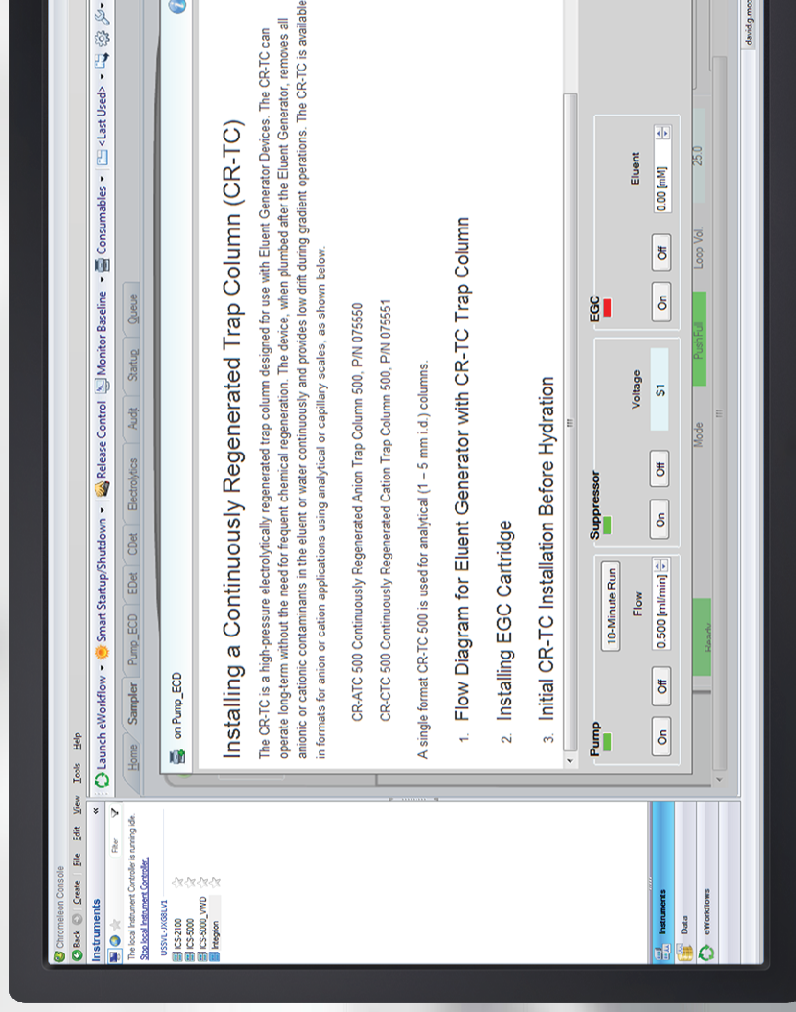 Chromeleon Console
Back Create File Edit View Tools Help
Instruments «
Launch eWorkflow Smart Startup/Shutdown Release Control Monitor Baseline Consumables <Last Used>
Filter
Home Sampler Pump_ECD EDet CDet Electrolytics Audit Startup Queue
The local Instrument Controller is running idle.
Stop local Instrument Controller.
USSVL-JXG8LV1
ICS-2100
ICS-5000
ICS-5000_VWD
Integion
on Pump_ECD
Installing a Continuously Regenerated Trap Column (CR-TC)
The CR-TC is a high-pressure electrolytically regenerated trap column designed for use with Eluent Generator Devices. The CR-TC can
operate long-term without the need for frequent chemical regeneration. The device, when plumbed after the Eluent Generator, removes all
anionic or cationic contaminants in the eluent or water continuously and provides low drift during gradient operations. The CR-TC is available
in formats for anion or cation applications using analytical or capillary scales, as shown below.
CR-ATC 500 Continuously Regenerated Anion Trap Column 500, P/N 075550
CR-CTC 500 Continuously Regenerated Cation Trap Column 500, P/N 075551
A single format CR-TC 500 is used for analytical (1 – 5 mm i.d.) columns.
1. Flow Diagram for Eluent Generator with CR-TC Trap Column
2. Installing EGC Cartridge
3. Initial CR-TC Installation Before Hydration
Pump Suppressor EGC
10-Minute Run
Flow Voltage Eluent
On Off 0.500 [ml/min] On Off S1 On Off 0.00 [mM]
Ready Mode PushFull Loop Vol. 25.0
Instruments
Data
eWorkflows